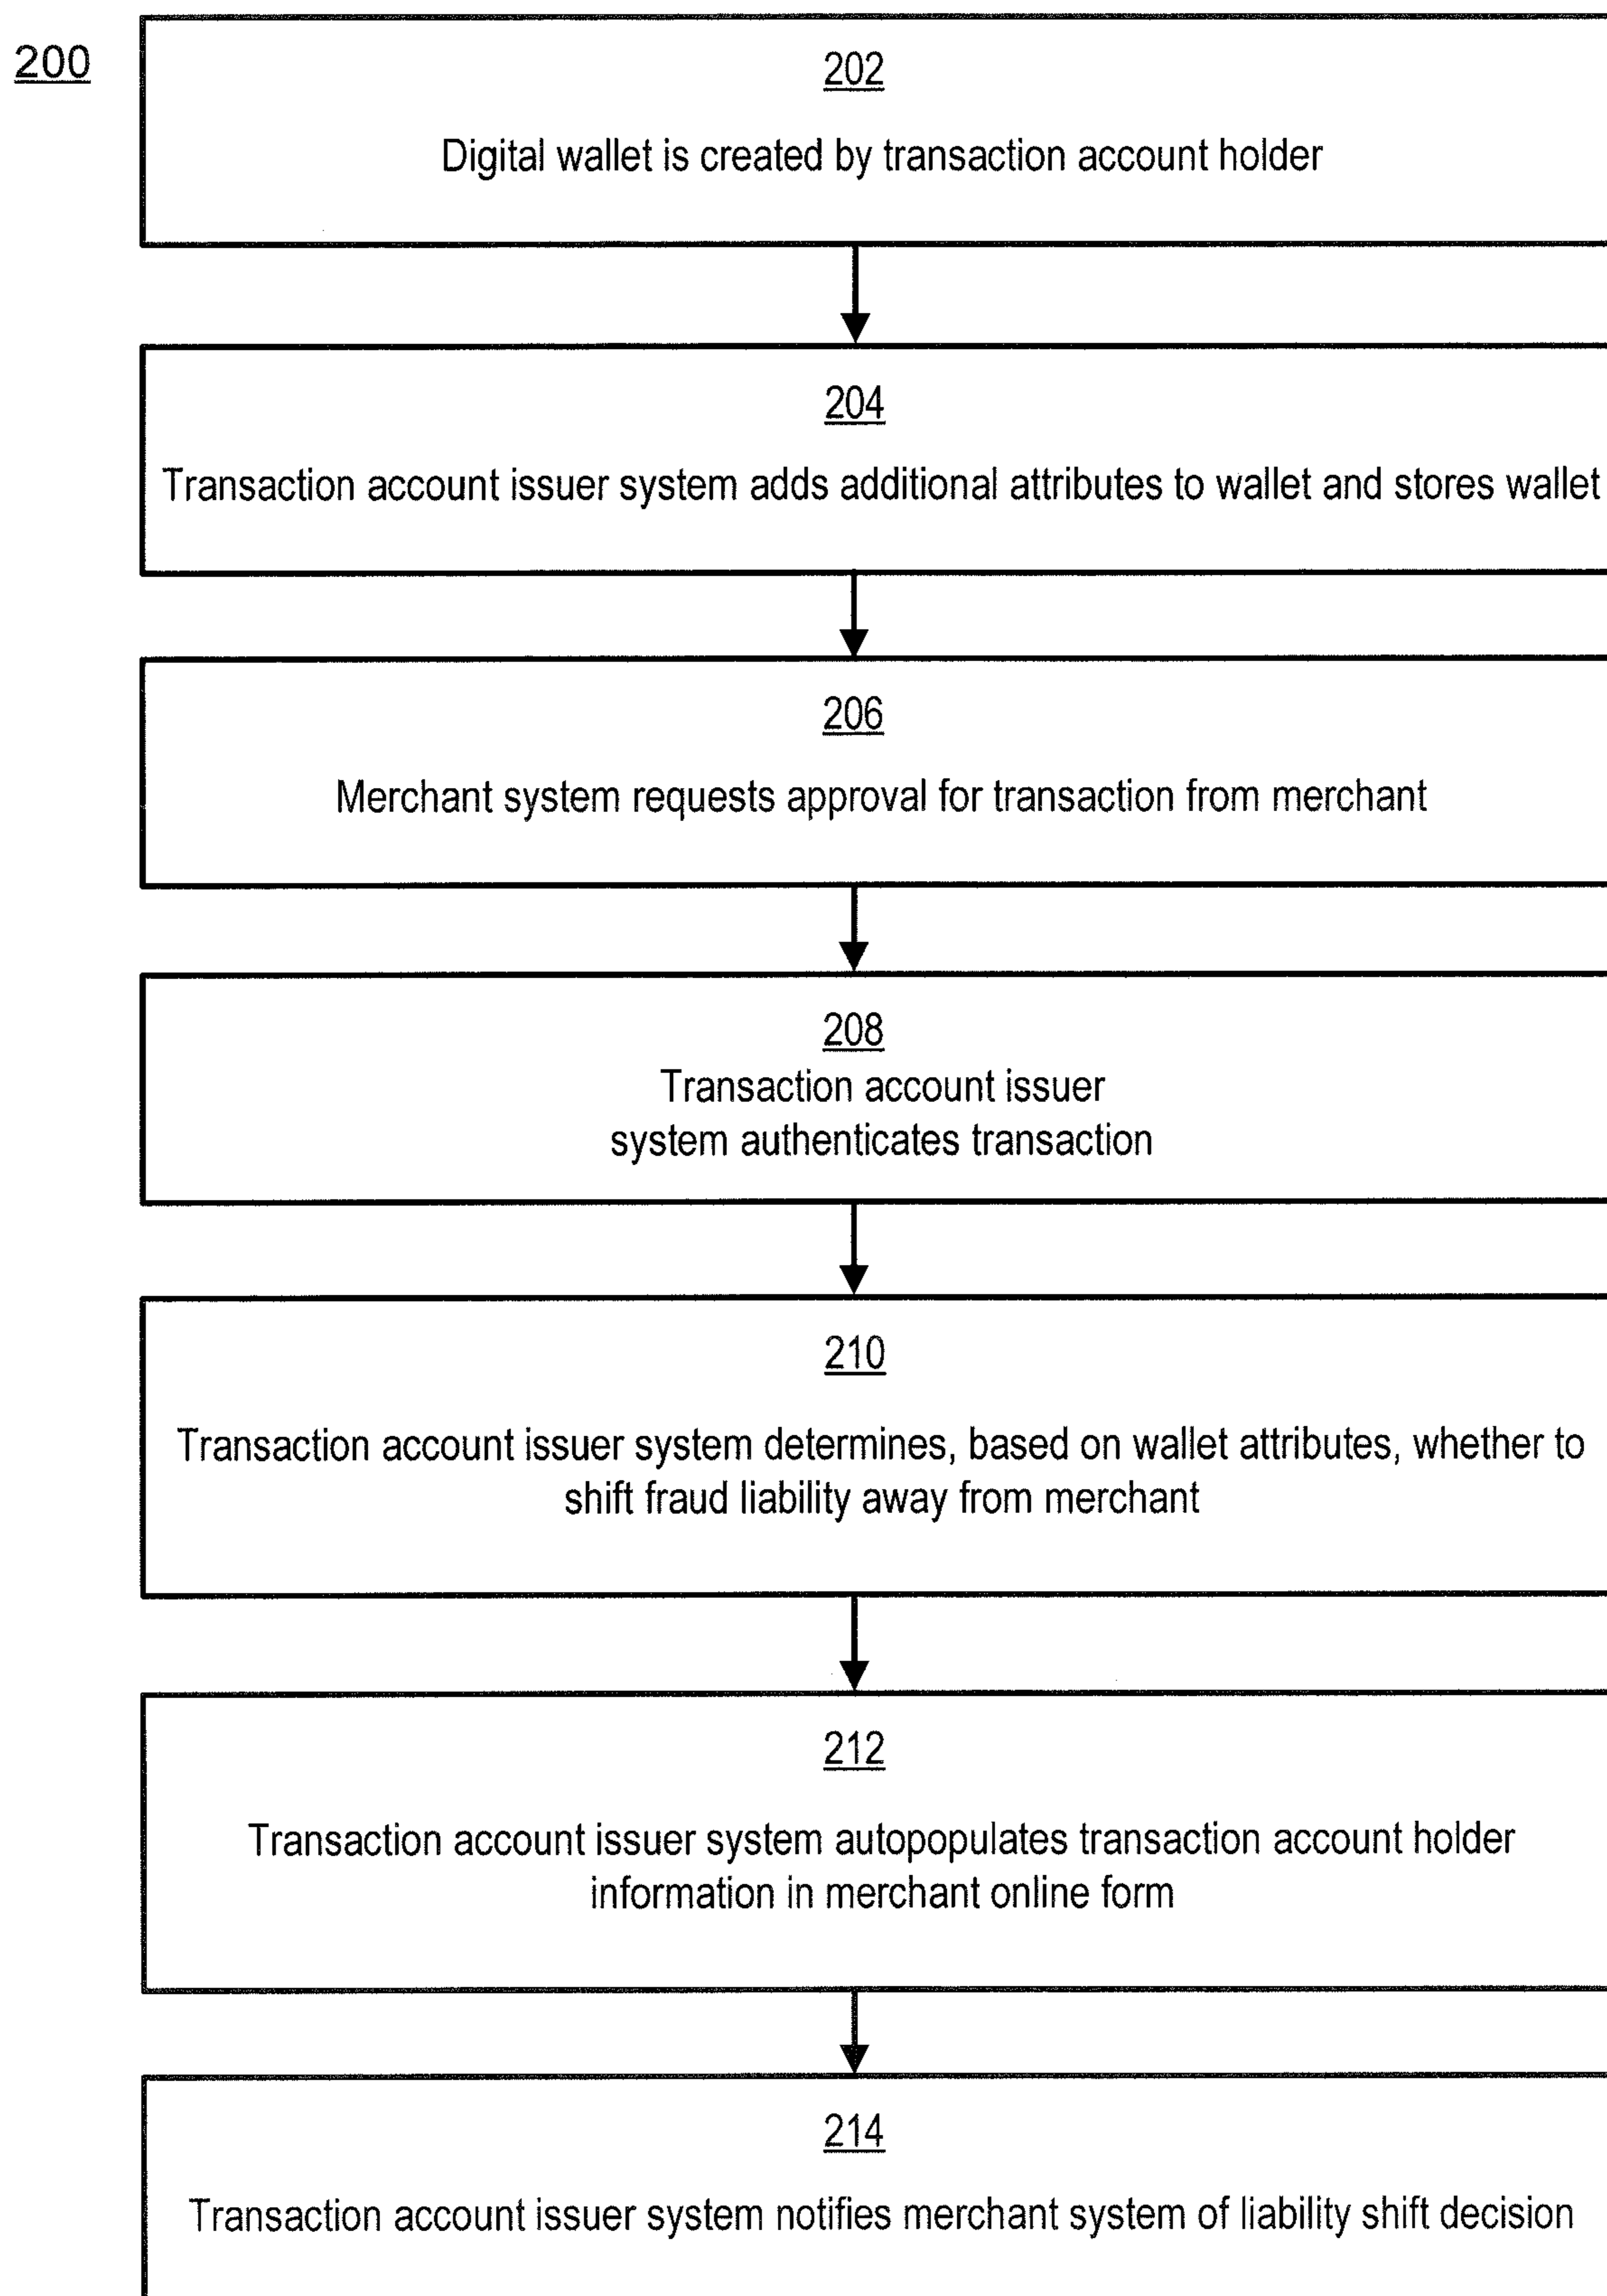 200
202
Digital wallet is created by transaction account holder
204
Transaction account issuer system adds additional attributes to wallet and stores wallet
206
Merchant system requests approval for transaction from merchant
208
Transaction account issuer
system authenticates transaction
210
Transaction account issuer system determines, based on wallet attributes, whether to
shift fraud liability away from merchant
212
Transaction account issuer system autopopulates transaction account holder
information in merchant online form
214
Transaction account issuer system notifies merchant system of liability shift decision